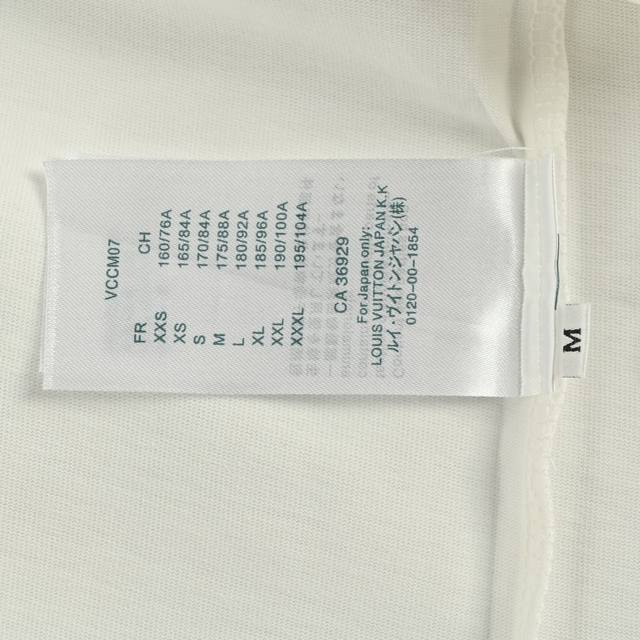 VCCM07
FR CH
XXS 160/76A
XS 165/84A
S 170/84A
M 175/88A
L 180/92A
XL 185/96A
XXL 190/100A
XXXL 195/104A
CA 36929
For Japan only:
LOUIS VUITTON JAPAN K.K
ルイ・ヴィトンジャパン(株)
0120-00-1854
M